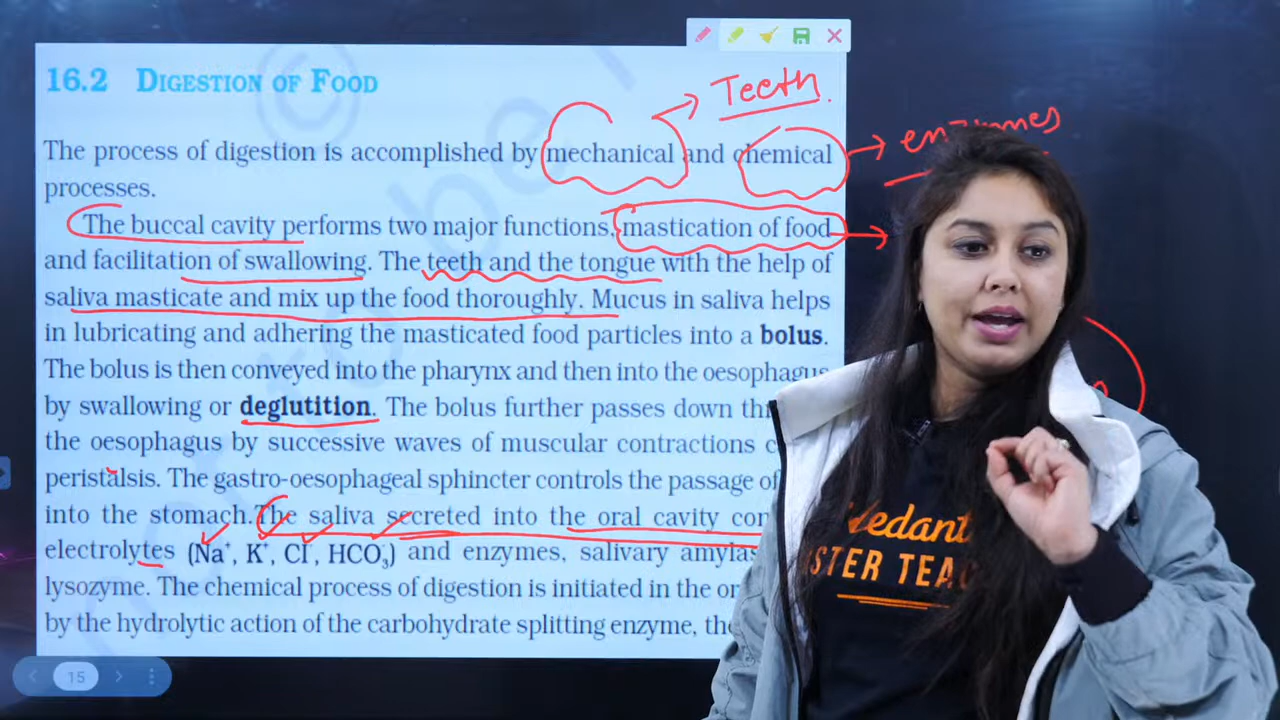 16.2 DIGESTION OF FOOD
Teeth.
enzymes
The process of digestion is accomplished by mechanical and chemical
processes.
The buccal cavity performs two major functions, mastication of food
and facilitation of swallowing. The teeth and the tongue with the help of
saliva masticate and mix up the food thoroughly. Mucus in saliva helps
in lubricating and adhering the masticated food particles into a bolus.
The bolus is then conveyed into the pharynx and then into the oesophagus
by swallowing or deglutition. The bolus further passes down
the oesophagus by successive waves of muscular contractions
peristalsis. The gastro-oesophageal sphincter controls the passage of
into the stomach. The saliva secreted into the oral cavity
electrolytes (Na⁺, K⁺, Cl⁻, HCO₃⁻) and enzymes, salivary
lysozyme. The chemical process of digestion is initiated in the
by the hydrolytic action of the carbohydrate splitting enzyme,
15